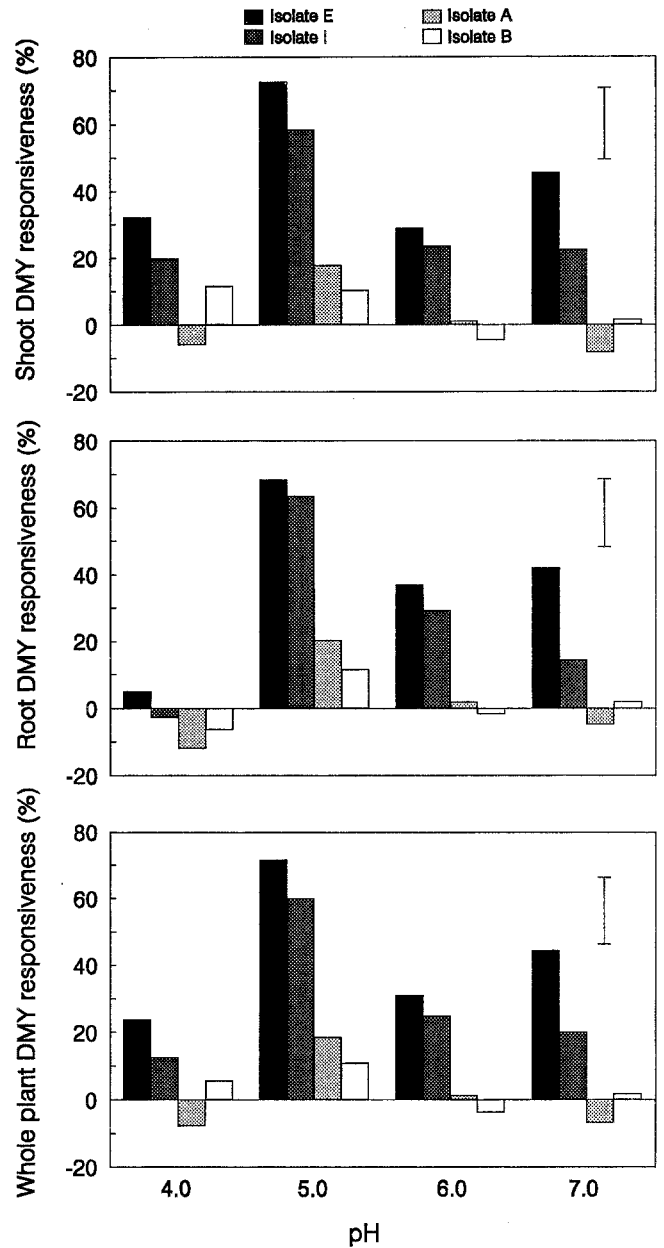 Isolate E Isolate A
Isolate I Isolate B
Shoot DMY responsiveness (%)
80
60
40
20
0
-20
Root DMY responsiveness (%)
80
60
40
20
0
-20
Whole plant DMY responsiveness (%)
80
60
40
20
0
-20
4.0 5.0 6.0 7.0
pH